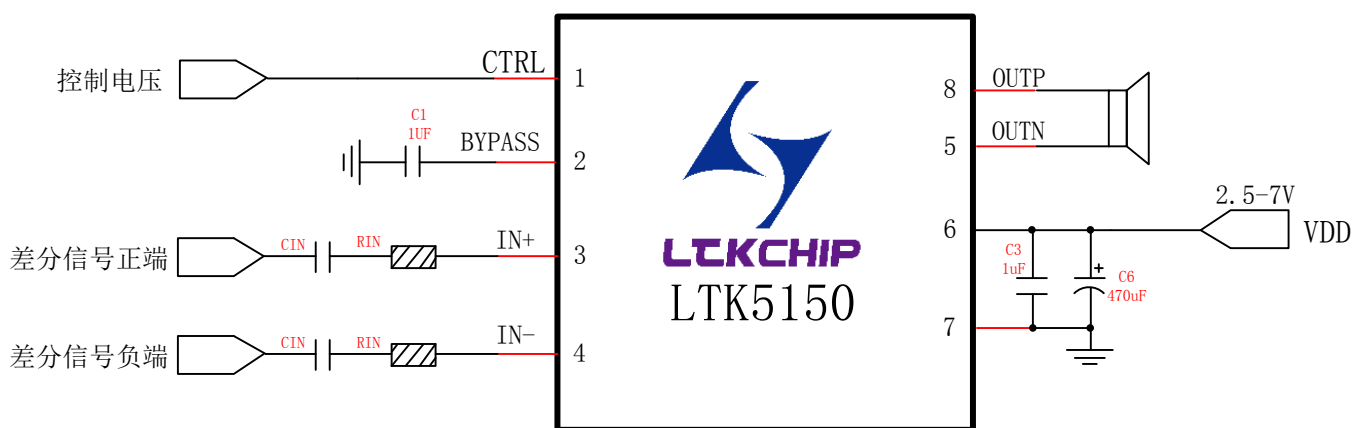 控制电压
CTRL
1
C1
1UF
BYPASS
2
差分信号正端
CIN
RIN
IN+
3
差分信号负端
CIN
RIN
IN-
4
LTKCHIP
LTK5150
8
OUTP
5
OUTN
6
2.5-7V
VDD
C3
1uF
+
C6
470uF
7